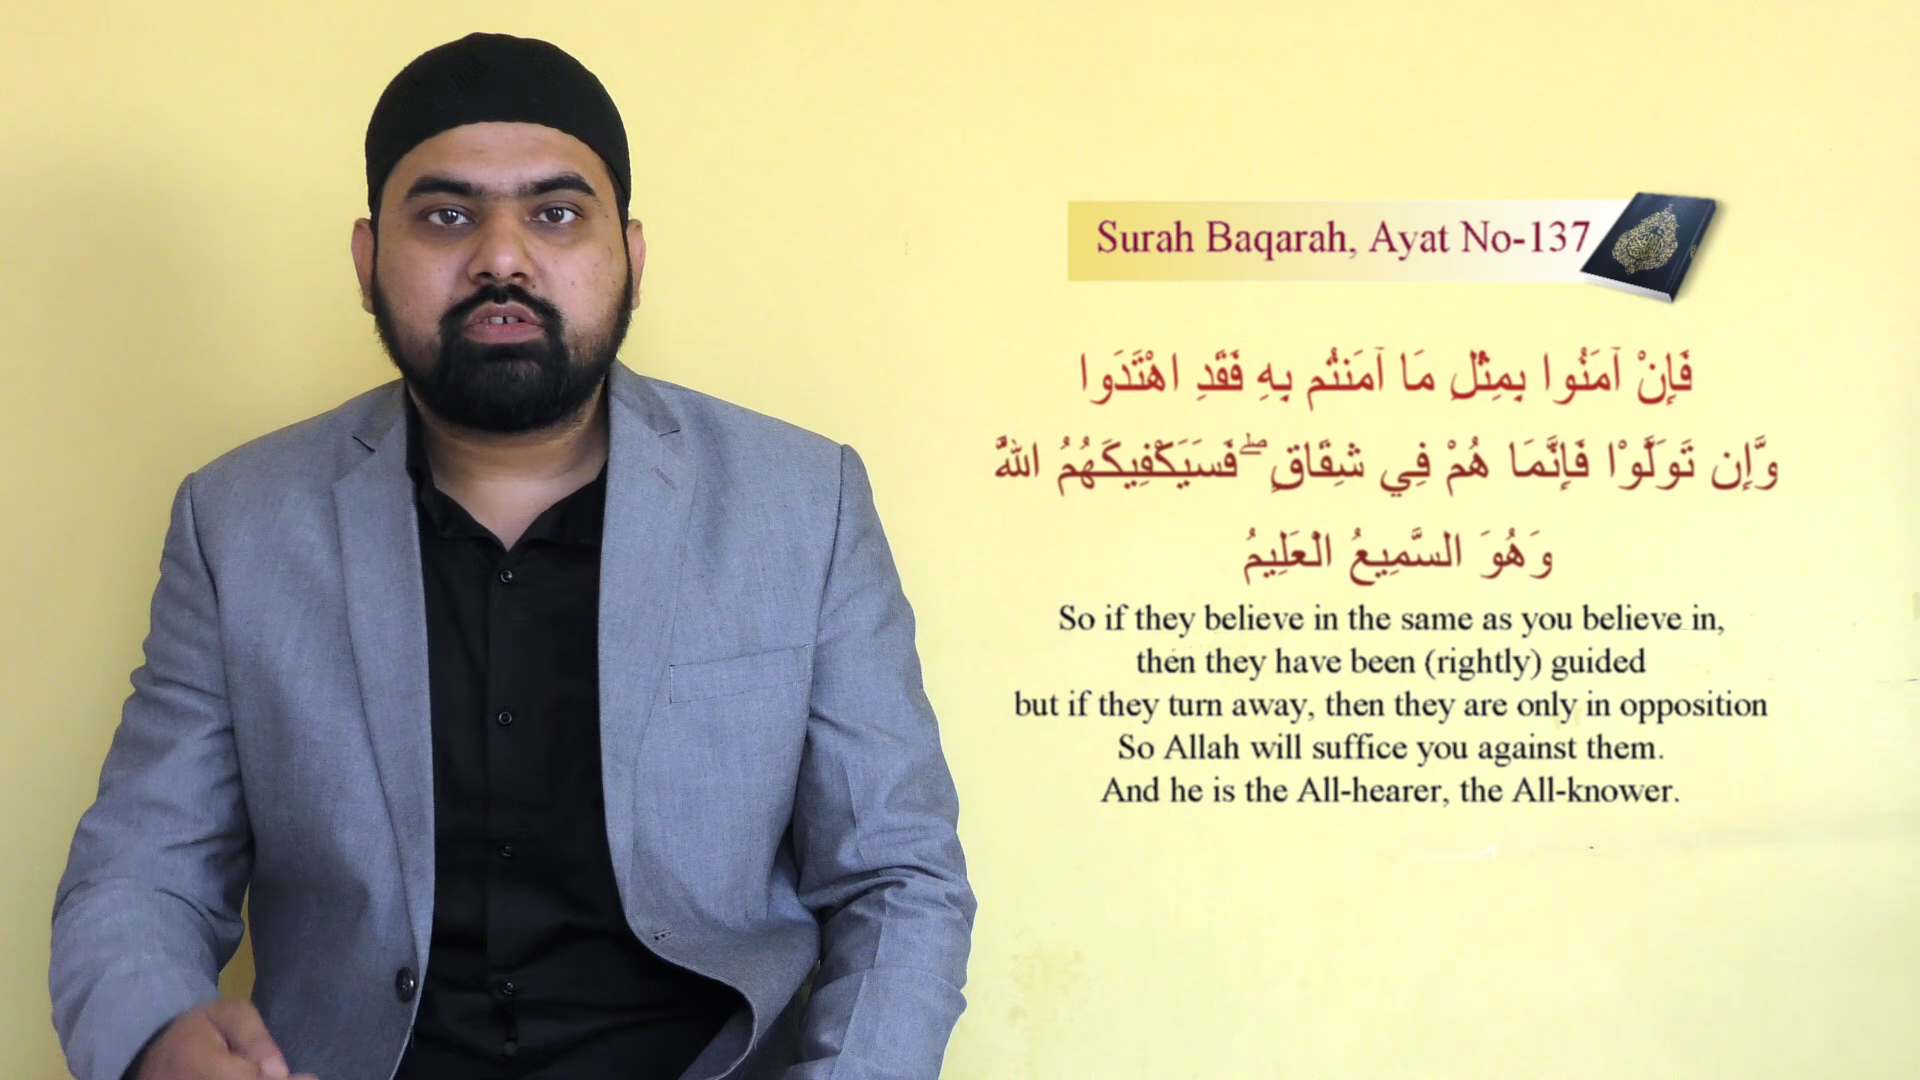 Surah Baqarah, Ayat No-137
فَإِنْ آمَنُوا بِمِثْلِ مَا آمَنتُم بِهِ فَقَدِ اهْتَدَوا
وَّإِن تَوَلَّوْا فَإِنَّمَا هُمْ فِي شِقَاقٍ ۖ فَسَيَكْفِيكَهُمُ اللَّهُ
وَهُوَ السَّمِيعُ الْعَلِيمُ
So if they believe in the same as you believe in,
then they have been (rightly) guided
but if they turn away, then they are only in opposition
So Allah will suffice you against them.
And he is the All-hearer, the All-knower.